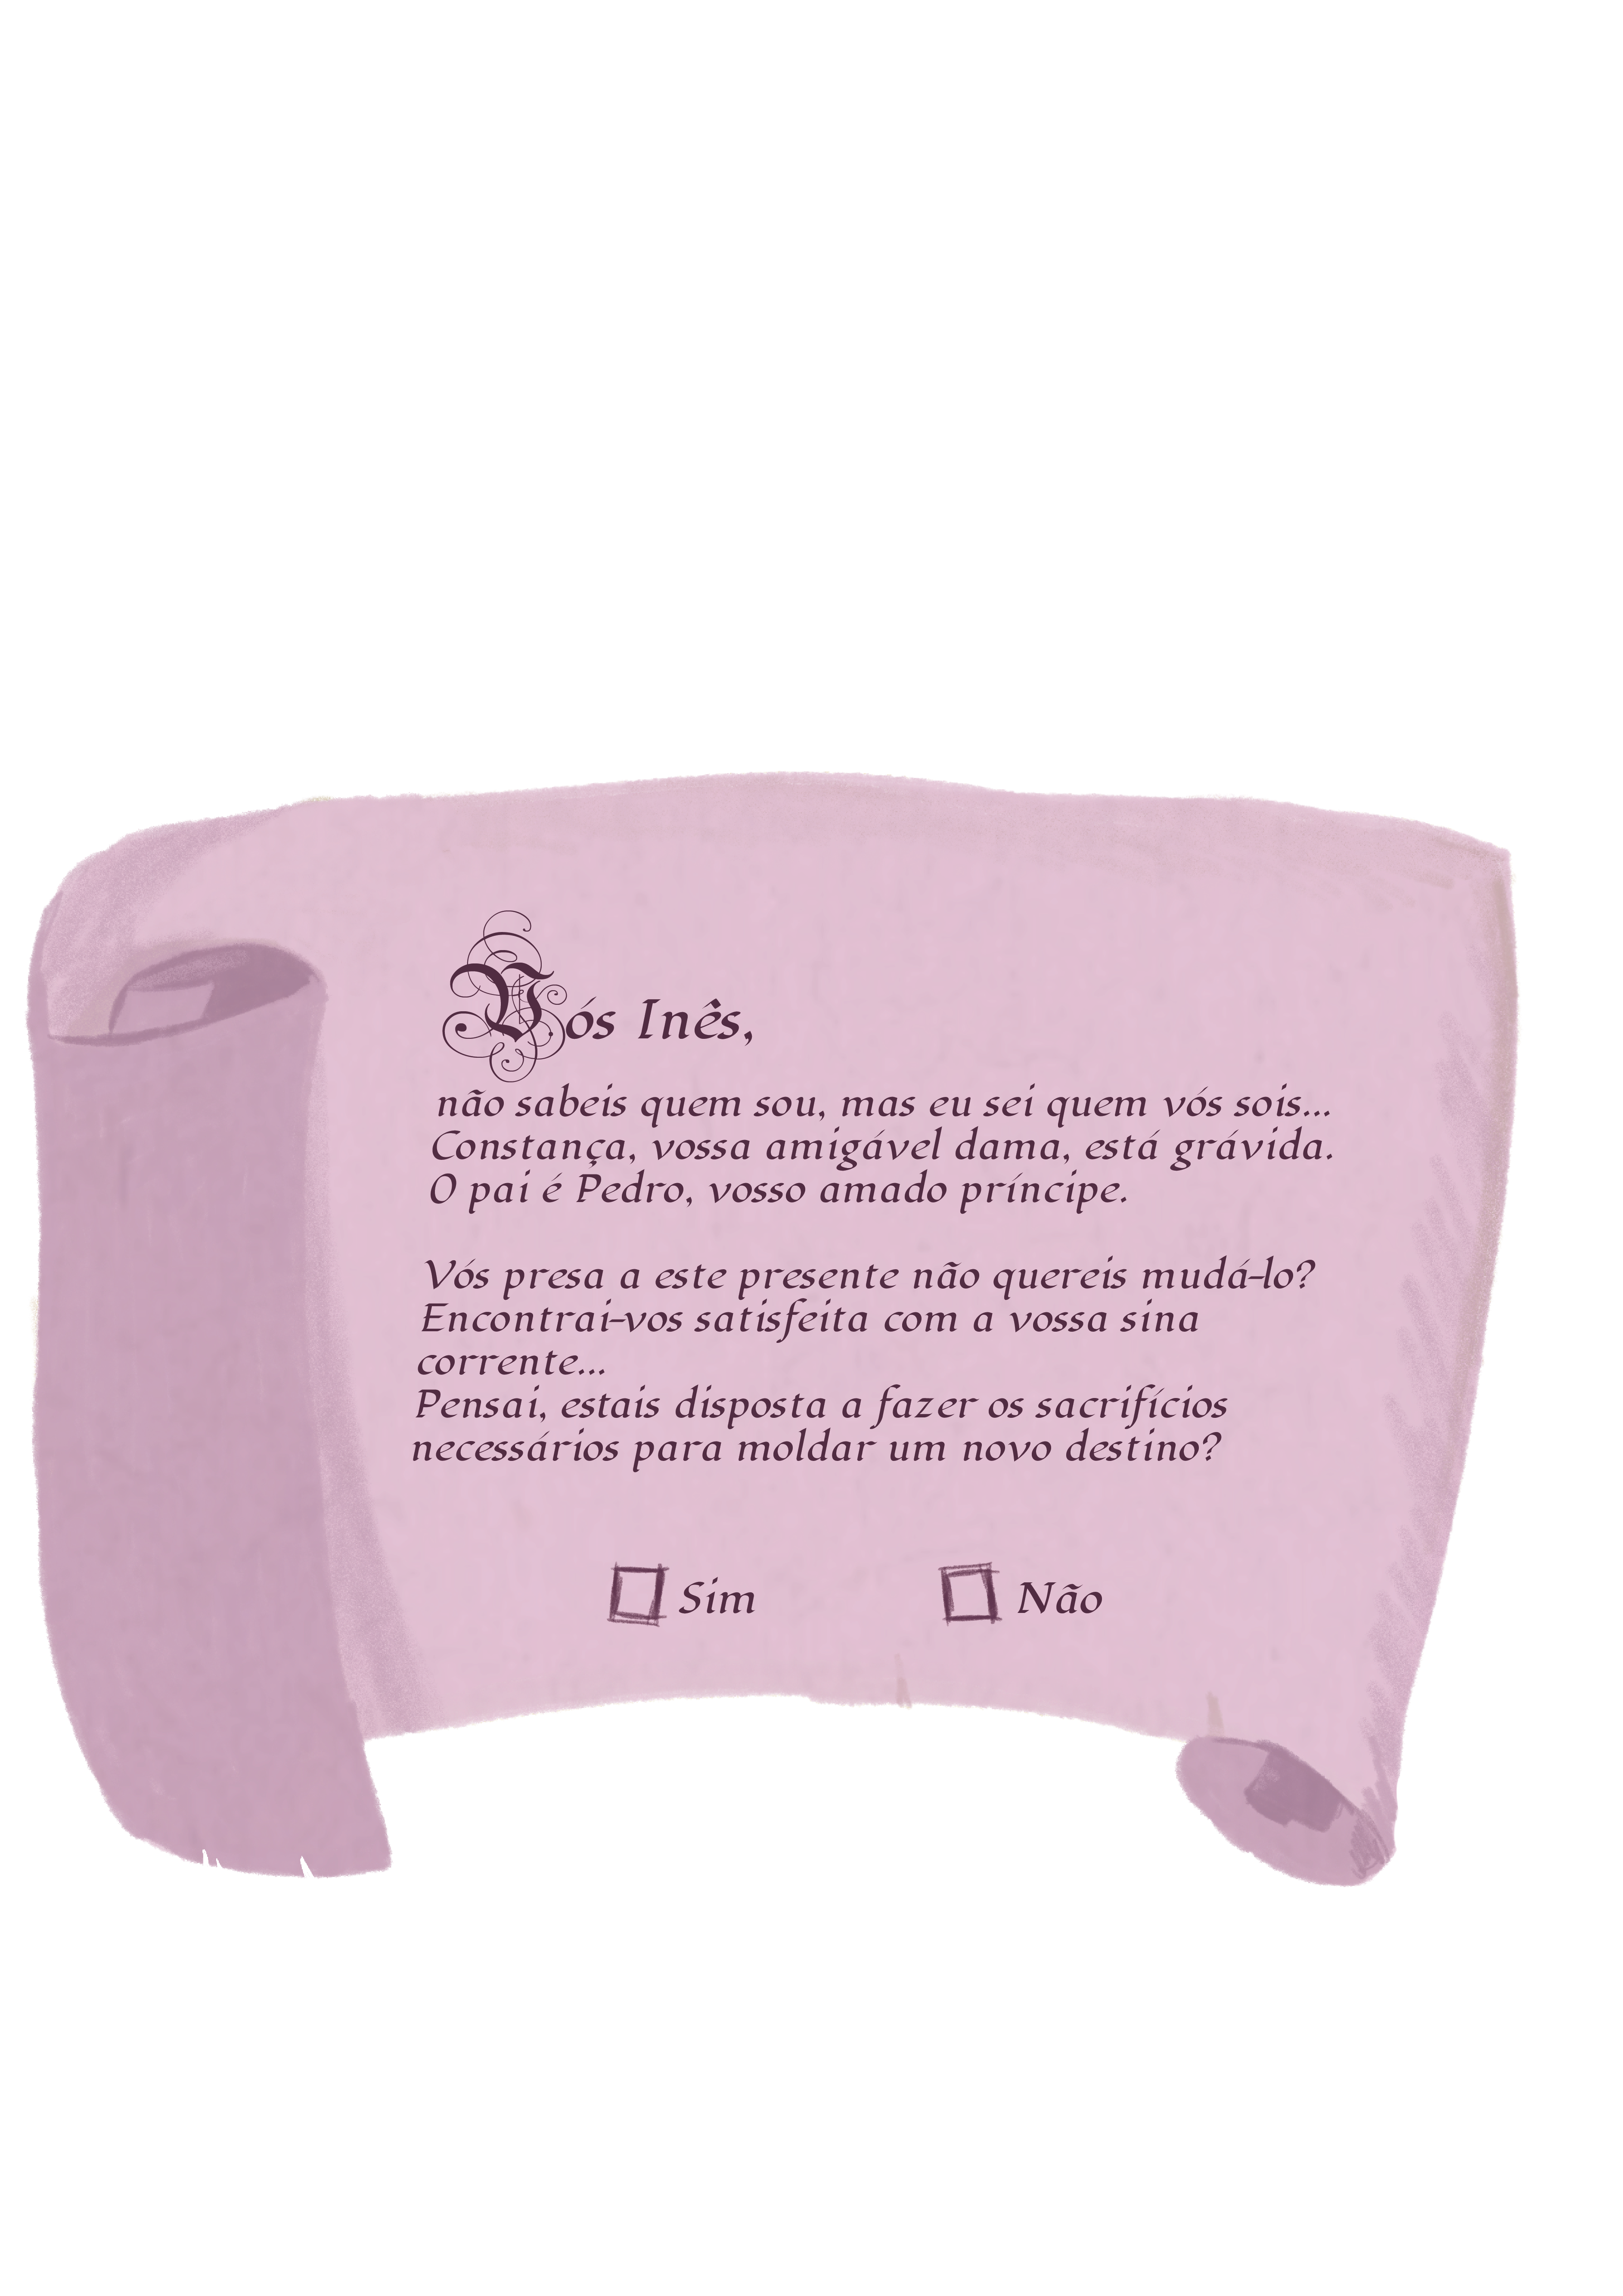 Vós Inês,
não sabeis quem sou, mas eu sei quem vós sois...
Constança, vossa amigável dama, está grávida.
O pai é Pedro, vosso amado príncipe.
Vós presa a este presente não quereis mudá-lo?
Encontrai-vos satisfeita com a vossa sina
corrente...
Pensai, estais disposta a fazer os sacrifícios
necessários para moldar um novo destino?
Sim Não